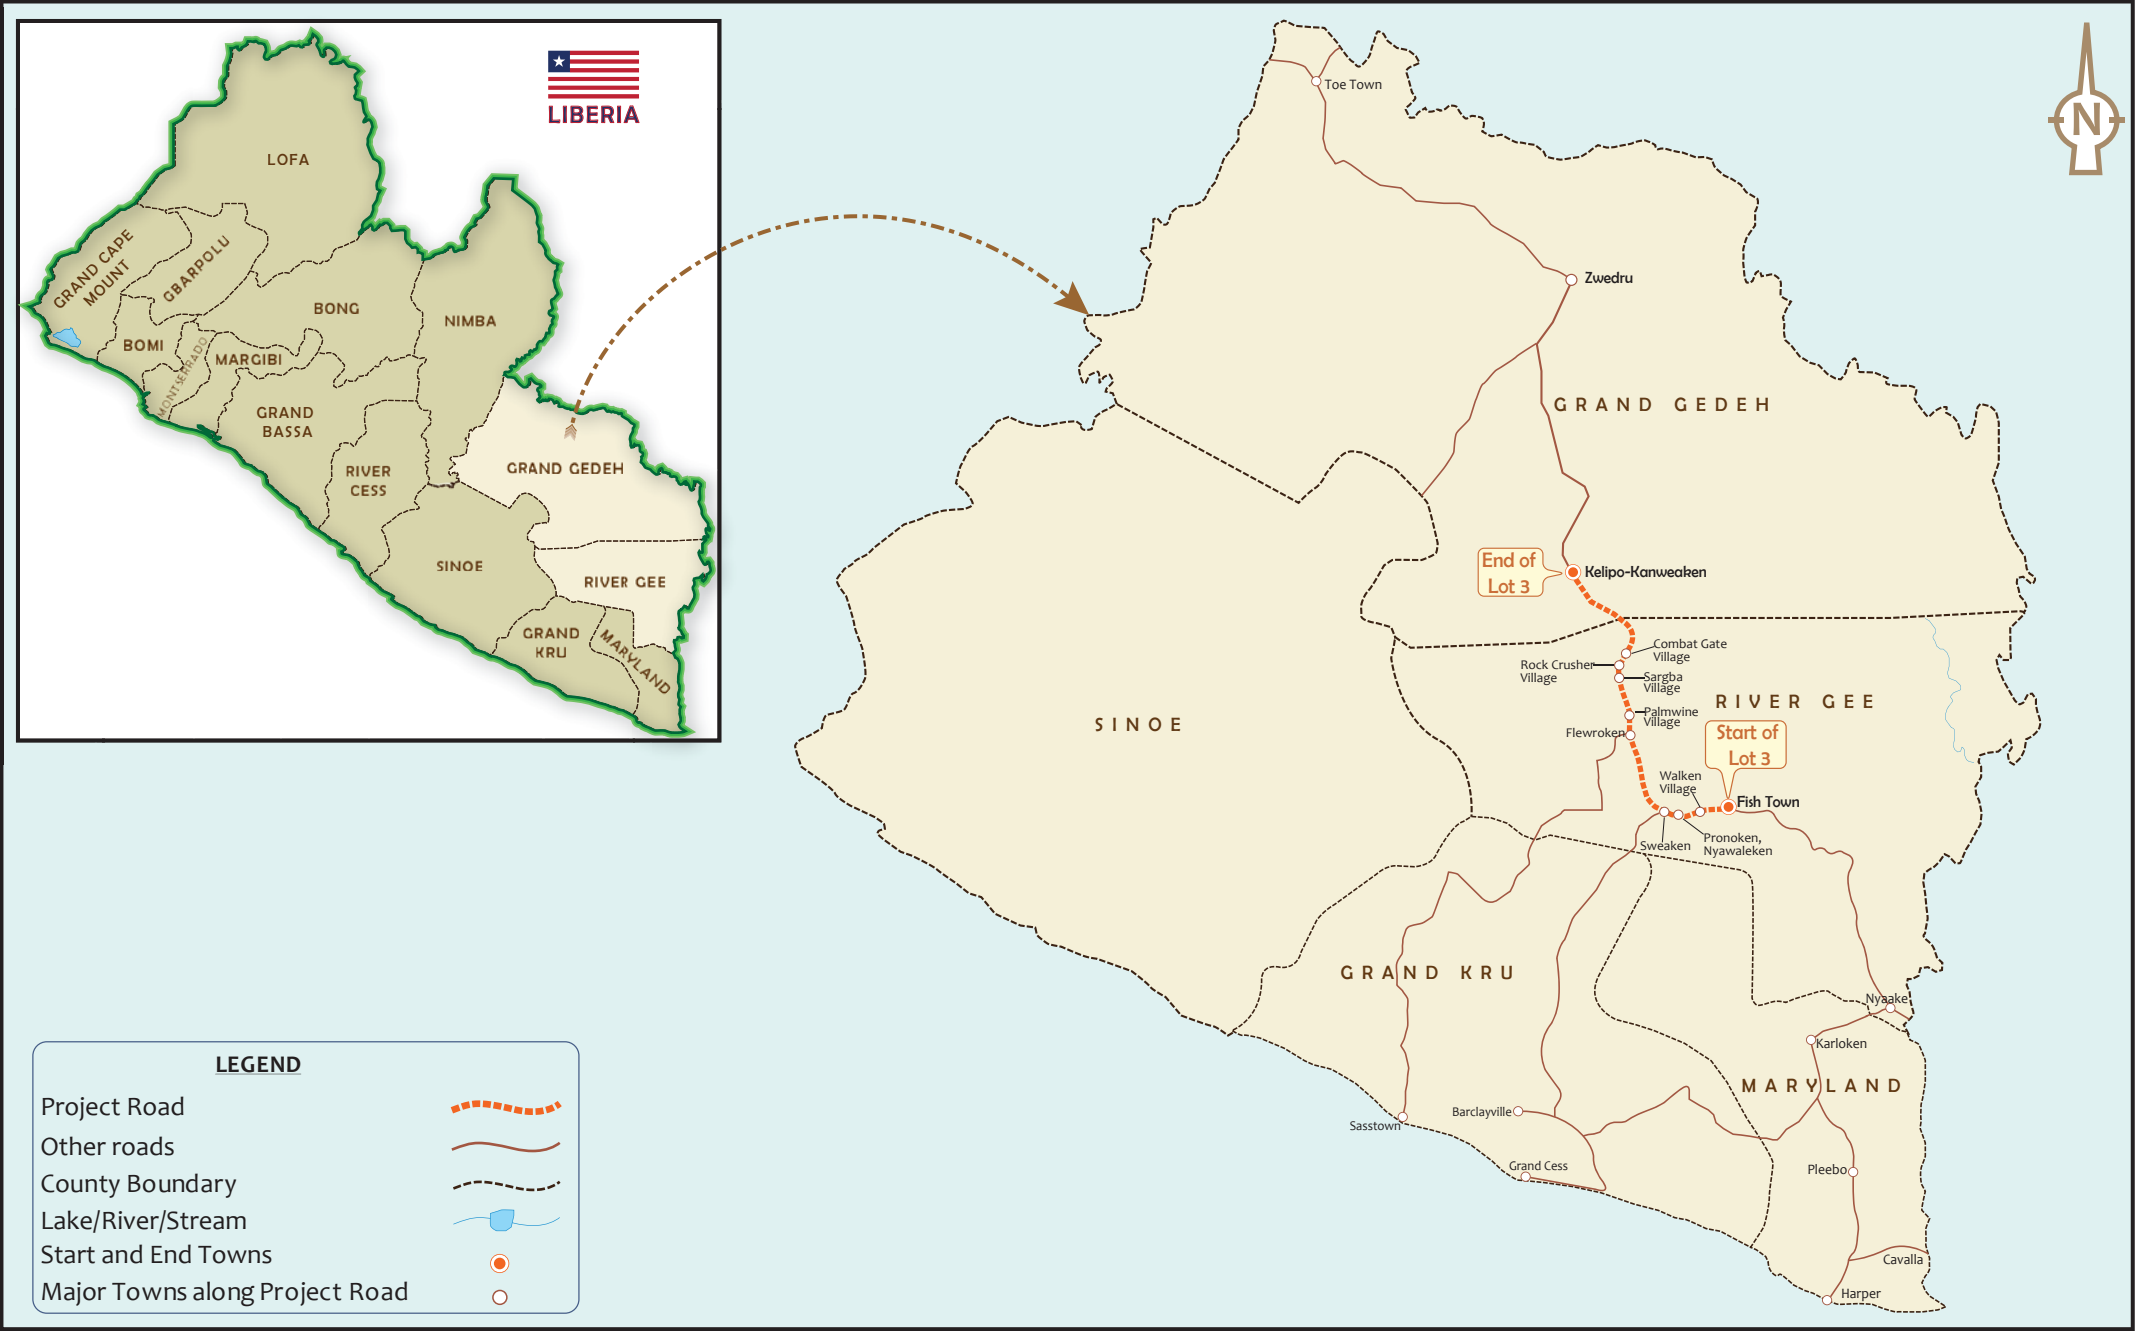 LIBERIA
LOFA
GRAND CAPE
MOUNT
GBARPOLU
BONG
NIMBA
BOMI
MONTSERRADO
MARGIBI
GRAND
BASSA
RIVER
CESS
GRAND GEDEH
SINOE
RIVER GEE
GRAND
KRU
MARYLAND
N
Toe Town
Zwedru
GRAND GEDEH
End of
Lot 3
Kelipo-Kanweaken
Combat Gate
Village
Rock Crusher
Village
Sargba
Village
RIVER GEE
Palmwine
Village
Flewroken
Start of
Lot 3
SINOE
Walken
Village
Fish Town
Sweaken
Pronoken,
Nyawaleken
GRAND KRU
Nyaake
Karloken
MARYLAND
Barclayville
Sasstown
Grand Cess
Pleebo
Cavalla
Harper
LEGEND
Project Road
Other roads
County Boundary
Lake/River/Stream
Start and End Towns
Major Towns along Project Road